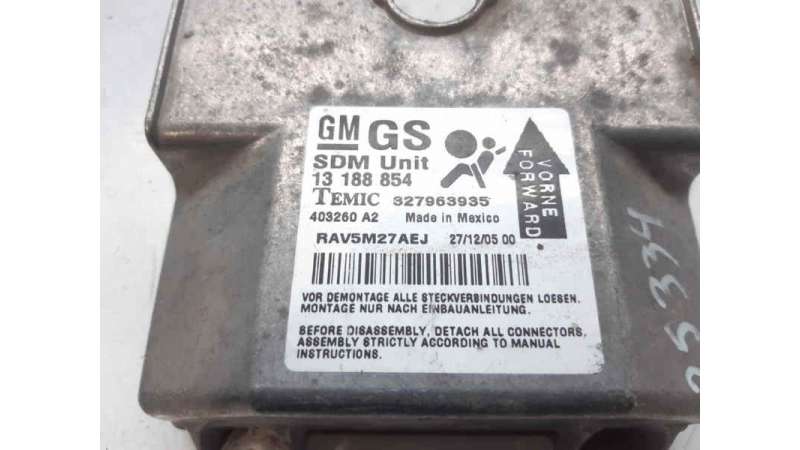 GM GS
SDM Unit
13 188 854
TEMIC 327963935
403260 A2 Made in Mexico
RAV5M27AEJ 27/12/05 00
VORNE
FORWARD
VOR DEMONTAGE ALLE STECKVERBINDUNGEN LOESEN.
MONTAGE NUR NACH EINBAUANLEITUNG.
BEFORE DISASSEMBLY, DETACH ALL CONNECTORS.
ASSEMBLY STRICTLY ACCORDING TO MANUAL
INSTRUCTIONS.
25334